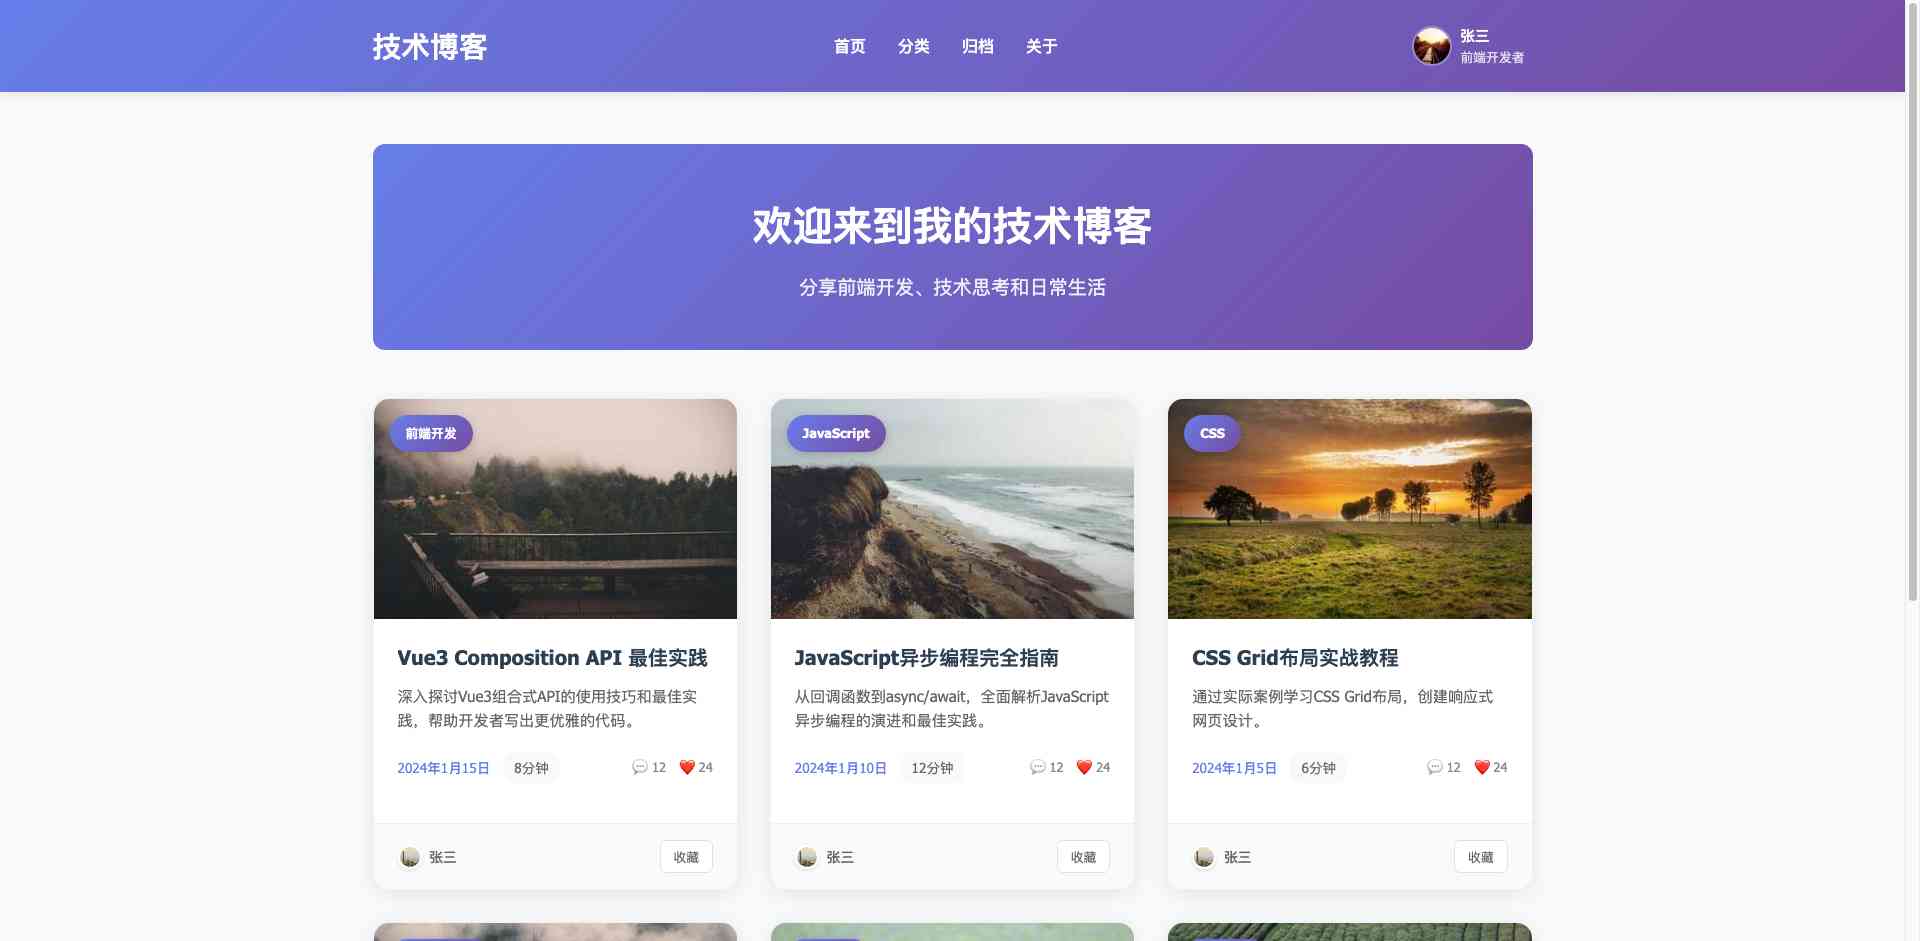 技术博客
首页 分类 归档 关于
张三
前端开发者
欢迎来到我的技术博客
分享前端开发、技术思考和日常生活
前端开发
Vue3 Composition API 最佳实践
深入探讨Vue3组合式API的使用技巧和最佳实
践，帮助开发者写出更优雅的代码。
2024年1月15日 8分钟 💬 12 ❤️ 24
张三 收藏
JavaScript
JavaScript异步编程完全指南
从回调函数到async/await，全面解析JavaScript
异步编程的演进和最佳实践。
2024年1月10日 12分钟 💬 12 ❤️ 24
张三 收藏
CSS
CSS Grid布局实战教程
通过实际案例学习CSS Grid布局，创建响应式
网页设计。
2024年1月5日 6分钟 💬 12 ❤️ 24
张三 收藏